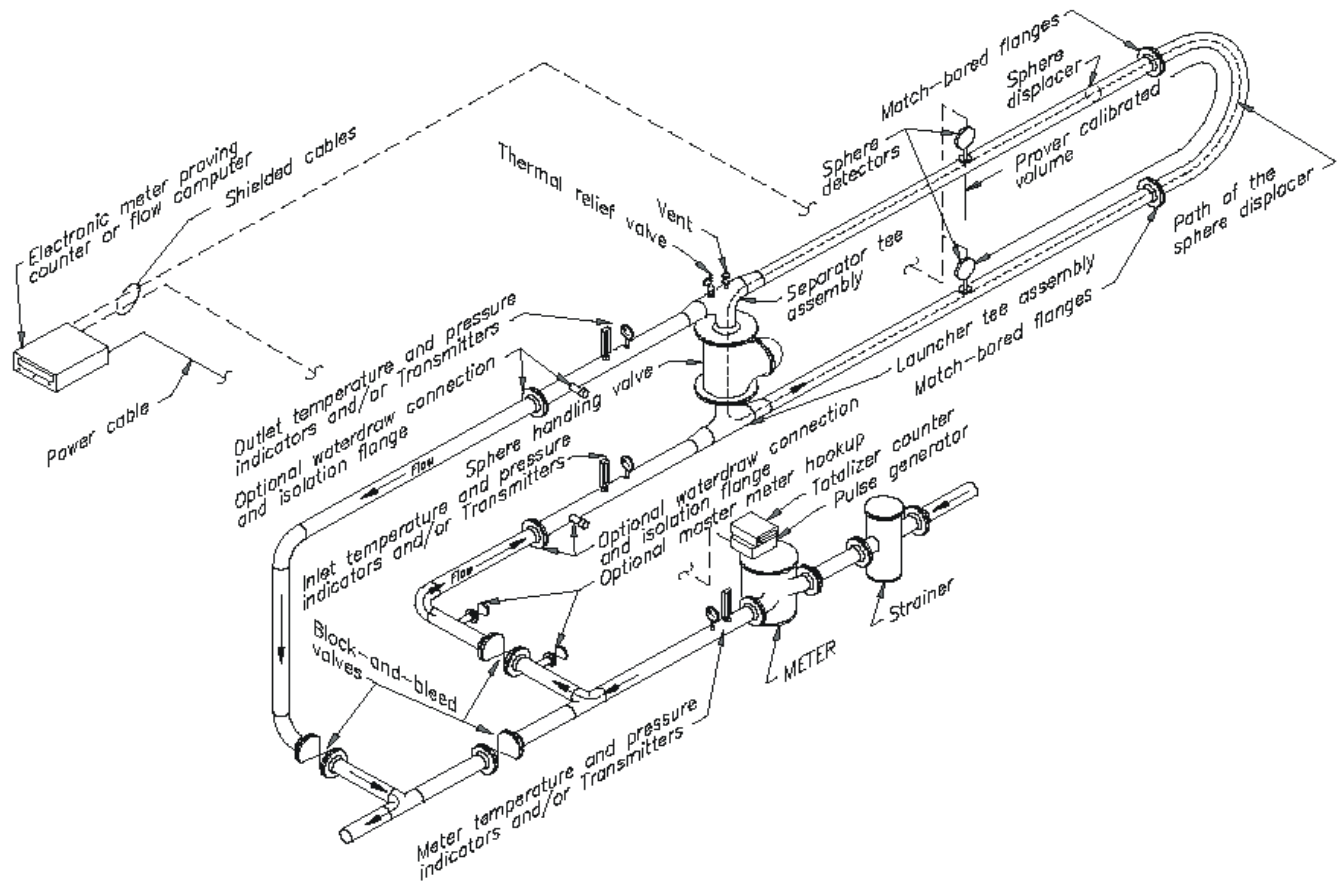 Match-bored flanges
Sphere
displacer
Sphere
detectors
Prover calibrated
volume
Path of the
sphere displacer
Electronic meter proving
counter or flow computer
Shielded cables
Thermal relief valve
Vent
Separator tee
assembly
Launcher tee assembly
Match-bored flanges
Power cable
Outlet temperature and pressure
indicators and/or Transmitters
Optional waterdraw connection
and isolation flange
Sphere handling valve
Flow
Inlet temperature and pressure
indicators and/or Transmitters
Flow
Optional waterdraw connection
and isolation flange
Optional master meter hookup
Totalizer counter
Pulse generator
Strainer
METER
Block-and-bleed
valves
Meter temperature and pressure
indicators and/or Transmitters